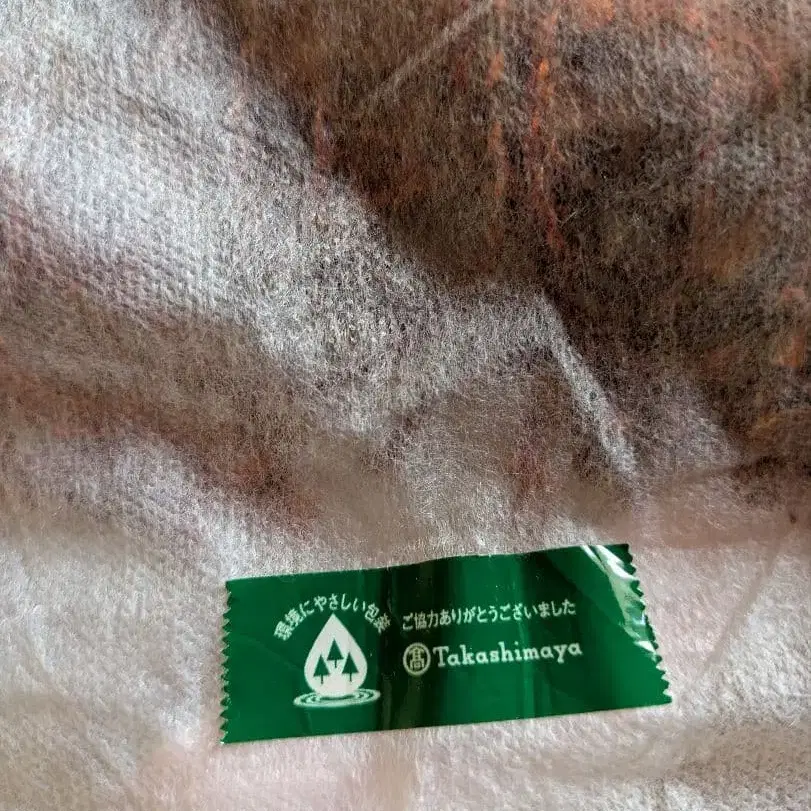 環境にやさしい包装
ご協力ありがとうございました
髙 Takashimaya